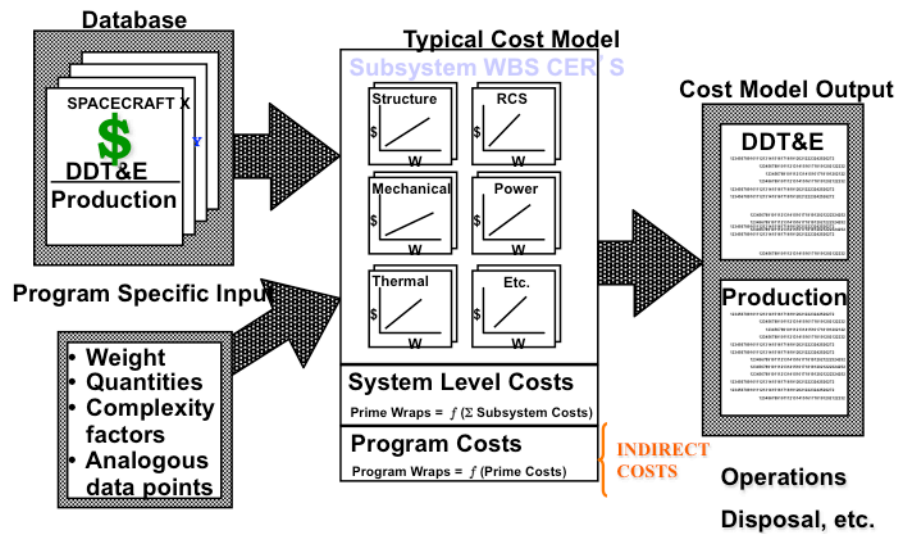 Database
SPACECRAFT X
$
Y
DDT&E
Production
Program Specific Input
• Weight
• Quantities
• Complexity
factors
• Analogous
data points
Typical Cost Model
Subsystem WBS CER'S
Structure
$
W
RCS
$
W
Mechanical
$
W
Power
$
W
Thermal
$
W
Etc.
$
W
System Level Costs
Prime Wraps = f (Σ Subsystem Costs)
Program Costs
Program Wraps = f (Prime Costs)
INDIRECT
COSTS
Cost Model Output
DDT&E
Production
Operations
Disposal, etc.